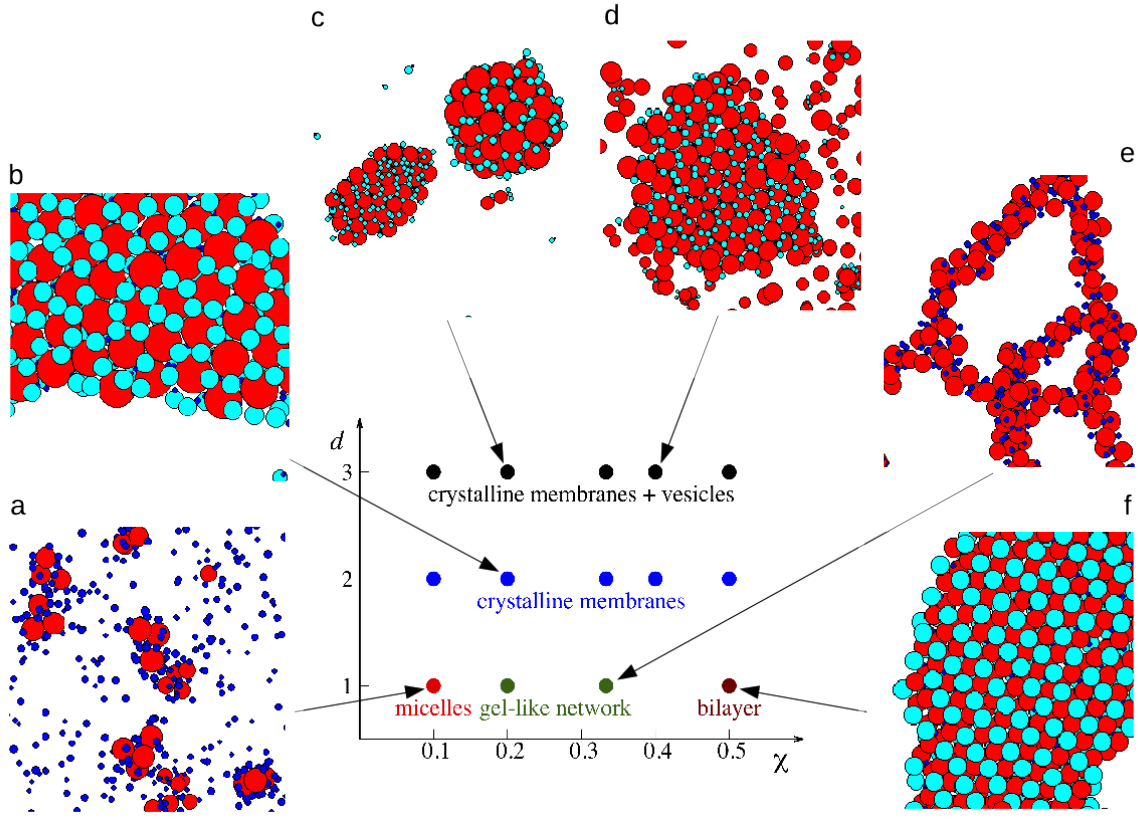 c
d
b
e
a
f
d
3
crystalline membranes + vesicles
2
crystalline membranes
1
micelles gel-like network bilayer
0.1 0.2 0.3 0.4 0.5
χ